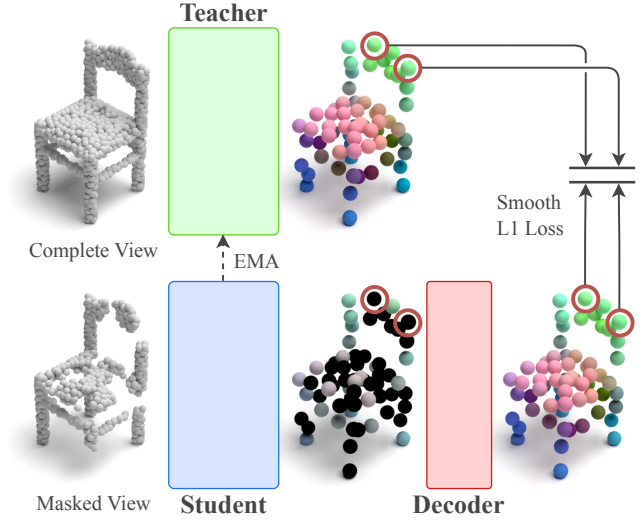 Teacher
Complete View
EMA
Smooth
L1 Loss
Masked View
Student
Decoder